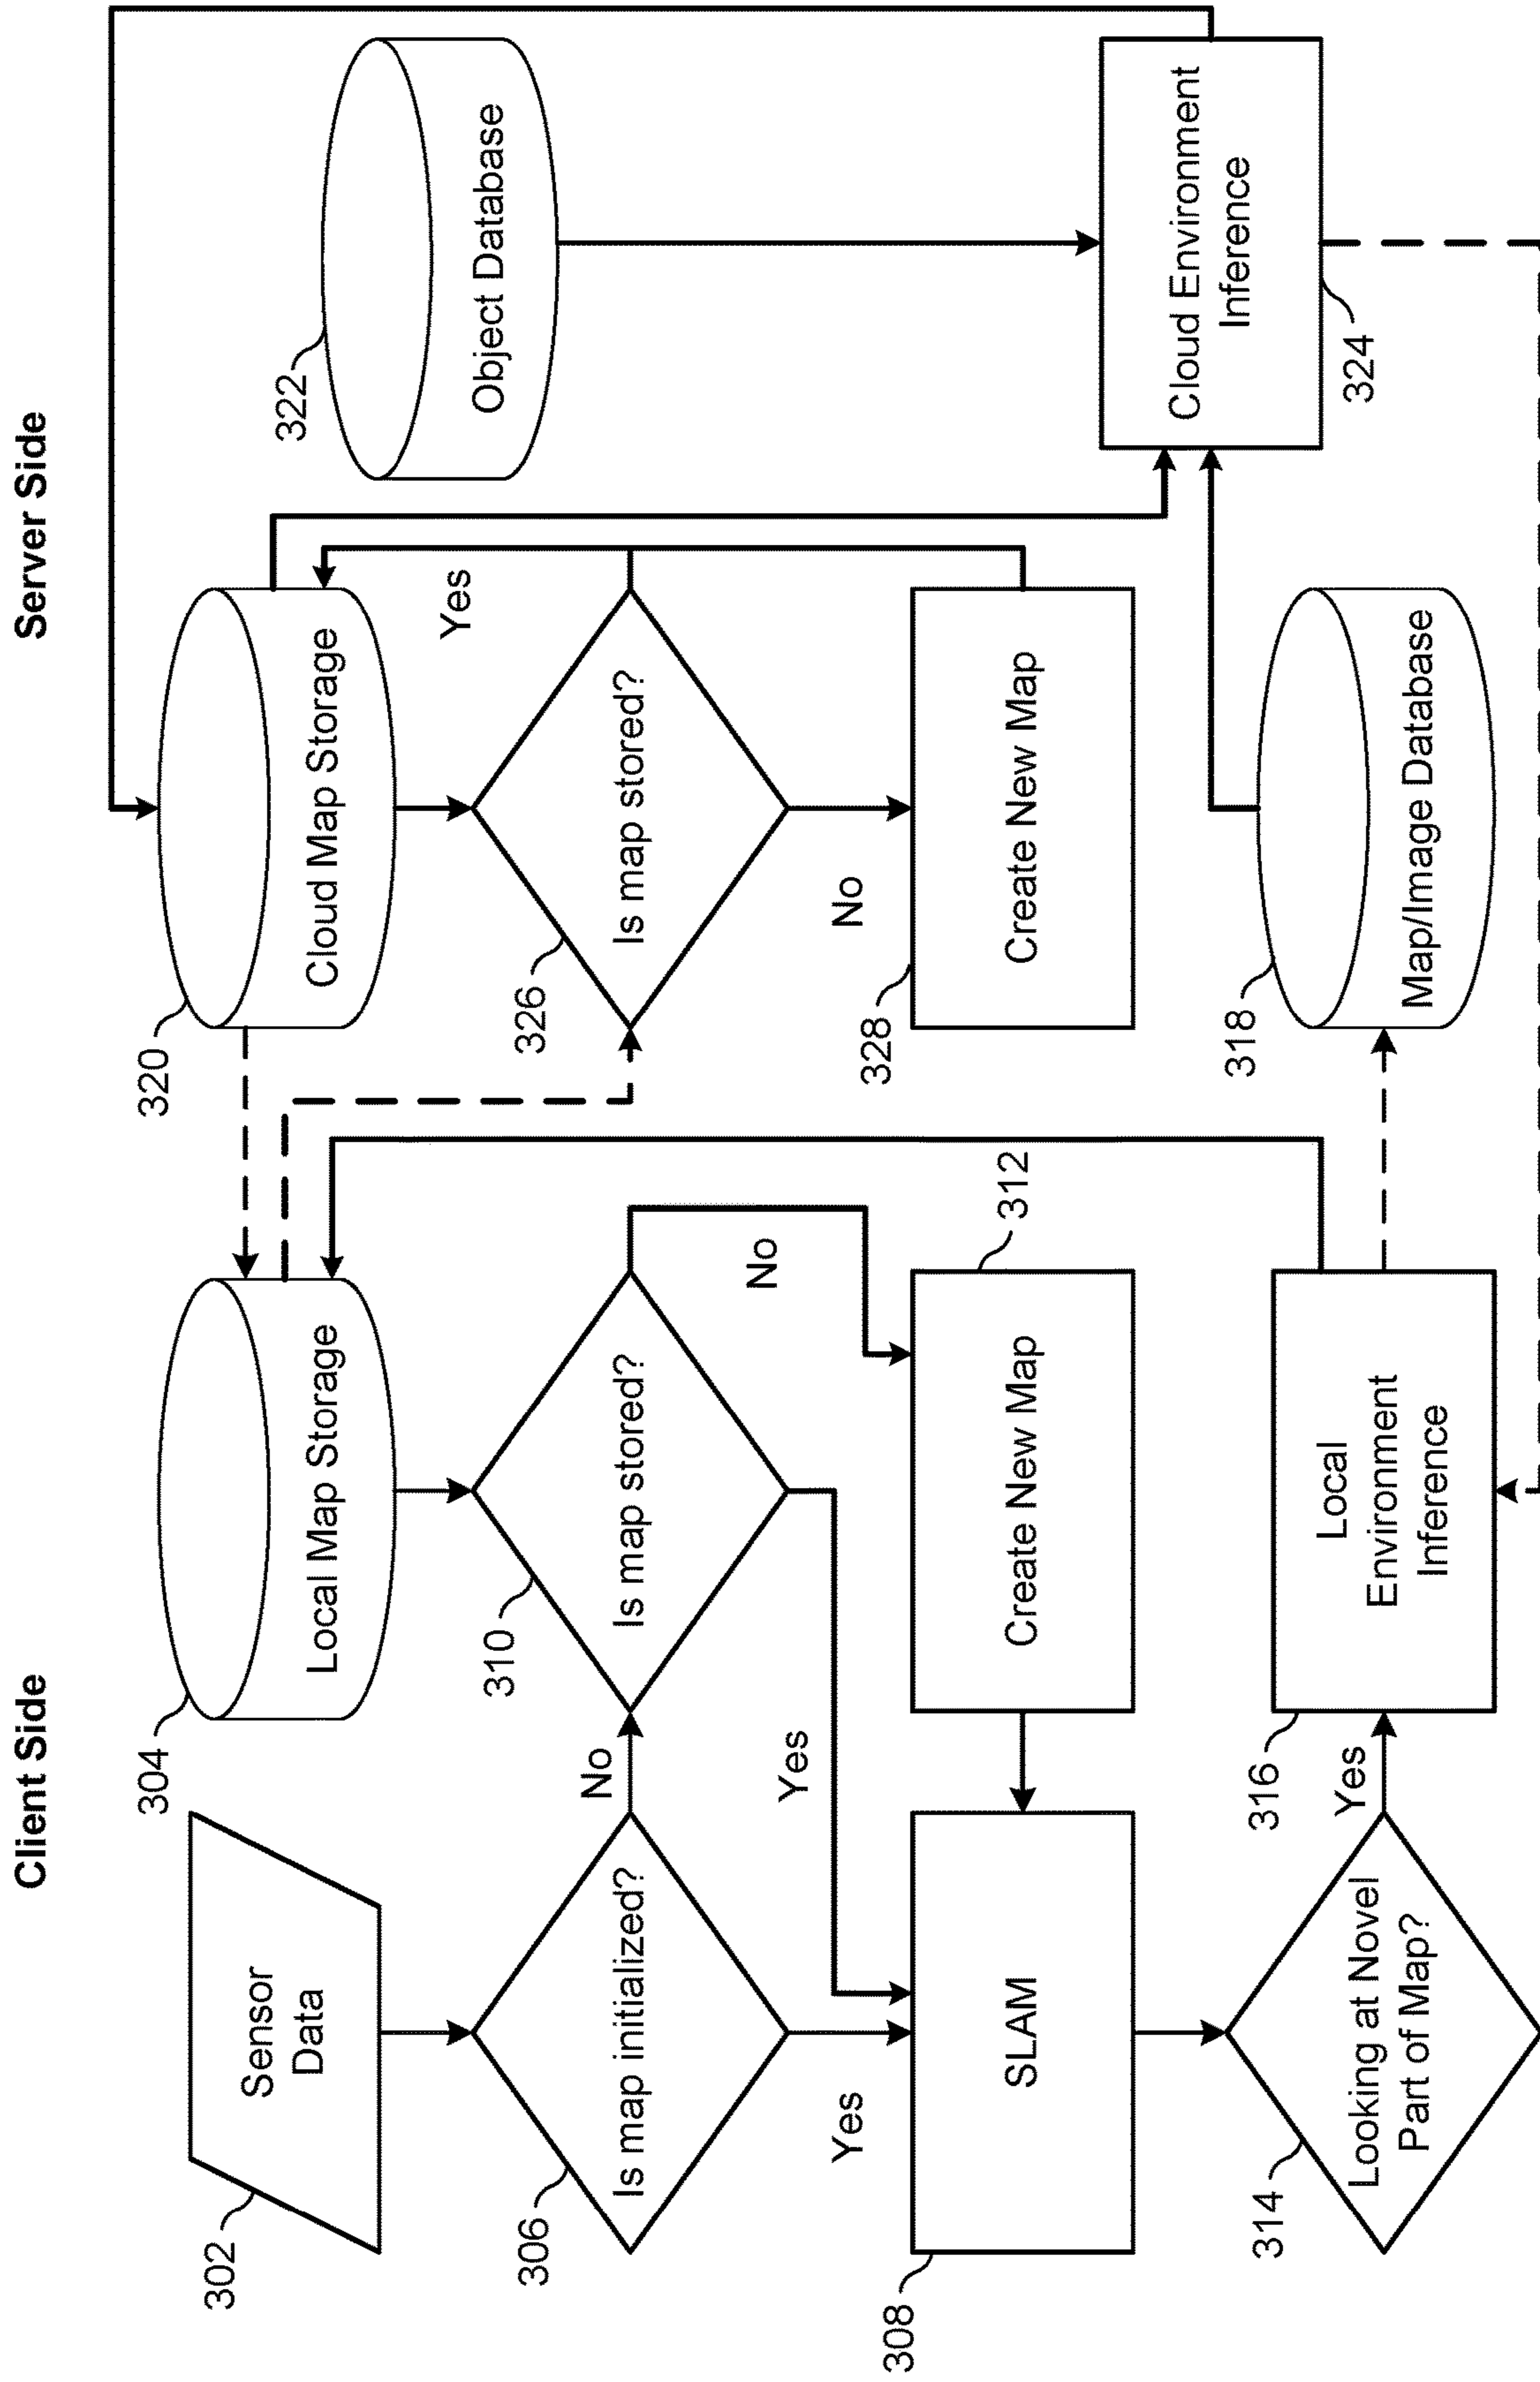 Client Side
Server Side
302
Sensor
Data
304
Local Map Storage
320
Cloud Map Storage
322
Object Database
306
Is map initialized?
No
310
Is map stored?
326
Is map stored?
Yes
Yes
Yes
No
No
308
SLAM
312
Create New Map
328
Create New Map
Cloud Environment
Inference
324
314
Looking at Novel
Part of Map?
Yes
316
Local
Environment
Inference
318
Map/Image Database